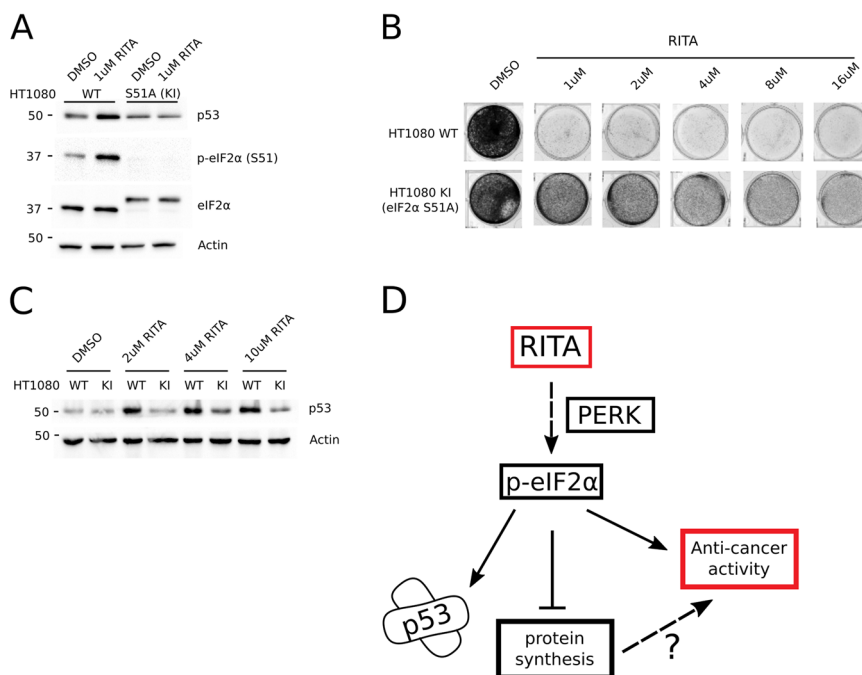 A
DMSO
1uM RITA
DMSO
1uM RITA
HT1080
WT
S51A (KI)
50
p53
37
p-eIF2α (S51)
37
eIF2α
50
Actin
B
RITA
DMSO
1uM
2uM
4uM
8uM
16uM
HT1080 WT
HT1080 KI
(eIF2α S51A)
C
DMSO
2uM RITA
4uM RITA
10uM RITA
HT1080 WT KI WT KI WT KI WT KI
50
p53
50
Actin
D
RITA
PERK
p-eIF2α
Anti-cancer
activity
p53
protein
synthesis
?